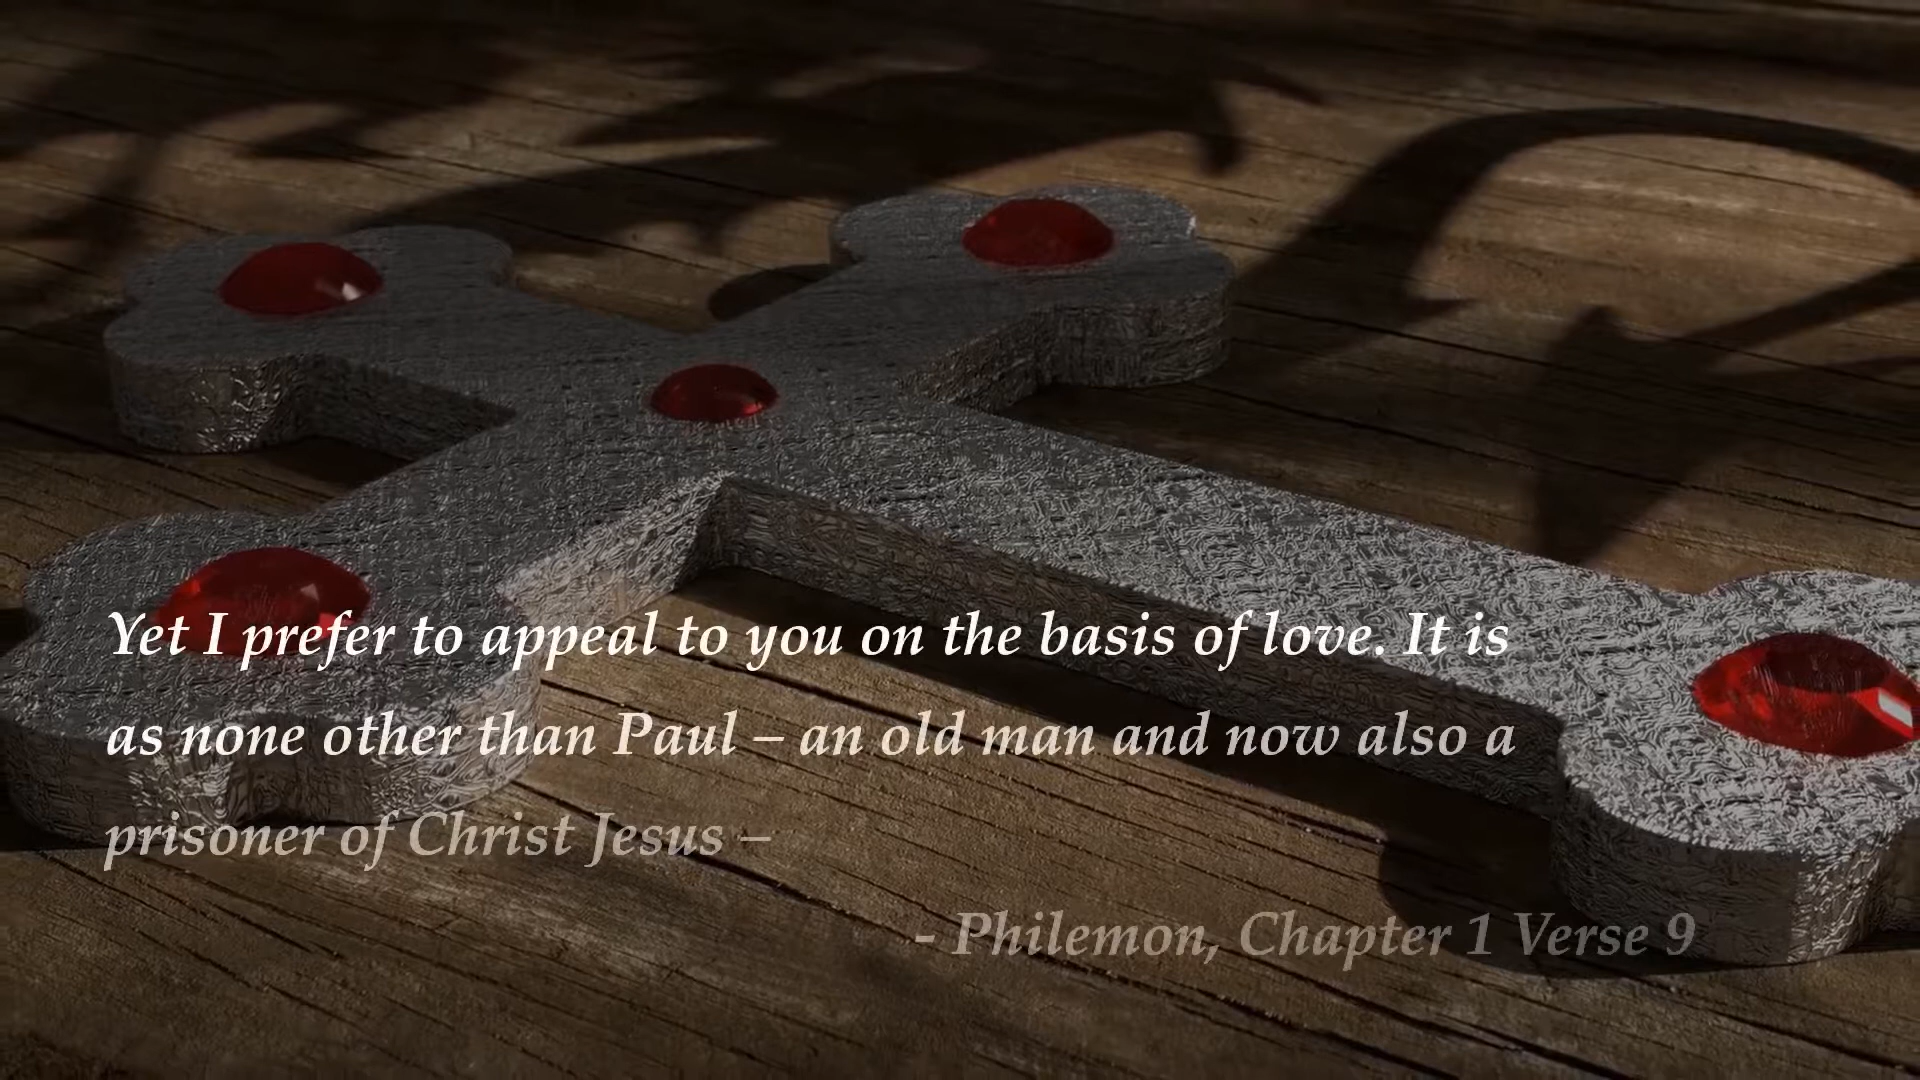 Yet I prefer to appeal to you on the basis of love. It is
as none other than Paul – an old man and now also a
prisoner of Christ Jesus –
- Philemon, Chapter 1 Verse 9